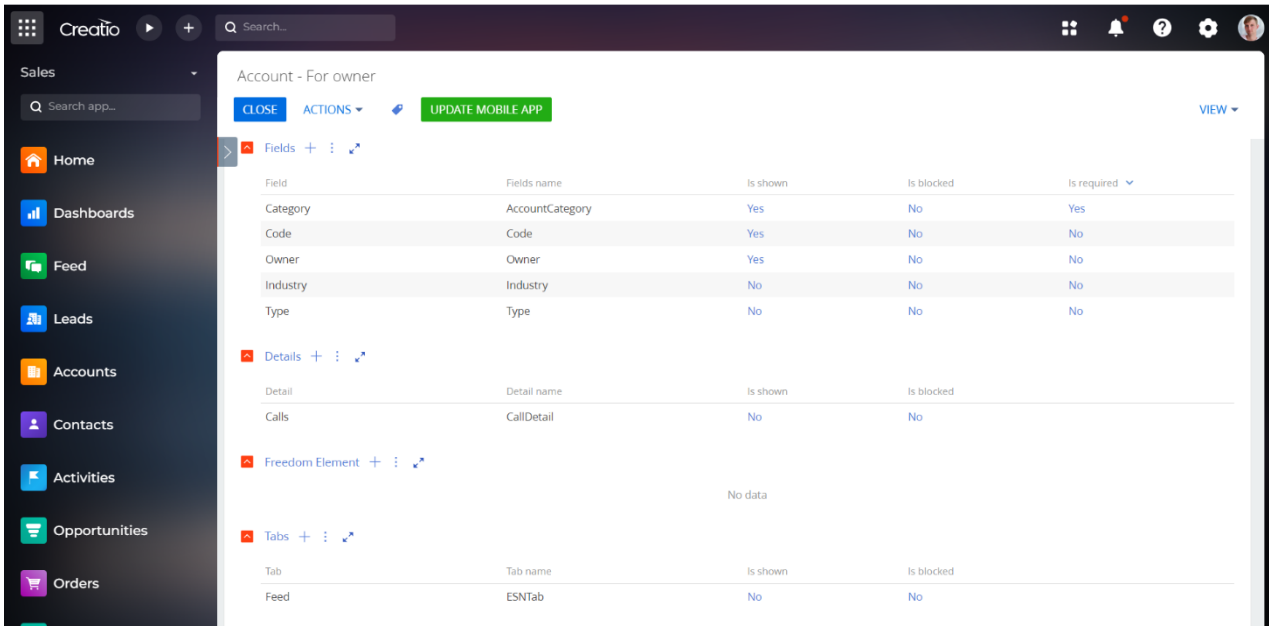 Creatio
Search...
Sales
Search app...
Home
Dashboards
Feed
Leads
Accounts
Contacts
Activities
Opportunities
Orders
Account - For owner
CLOSE ACTIONS UPDATE MOBILE APP VIEW
Fields
Field Fields name Is shown Is blocked Is required
Category AccountCategory Yes No Yes
Code Code Yes No No
Owner Owner Yes No No
Industry Industry No No No
Type Type No No No
Details
Detail Detail name Is shown Is blocked
Calls CallDetail No No
Freedom Element
No data
Tabs
Tab Tab name Is shown Is blocked
Feed ESNTab No No